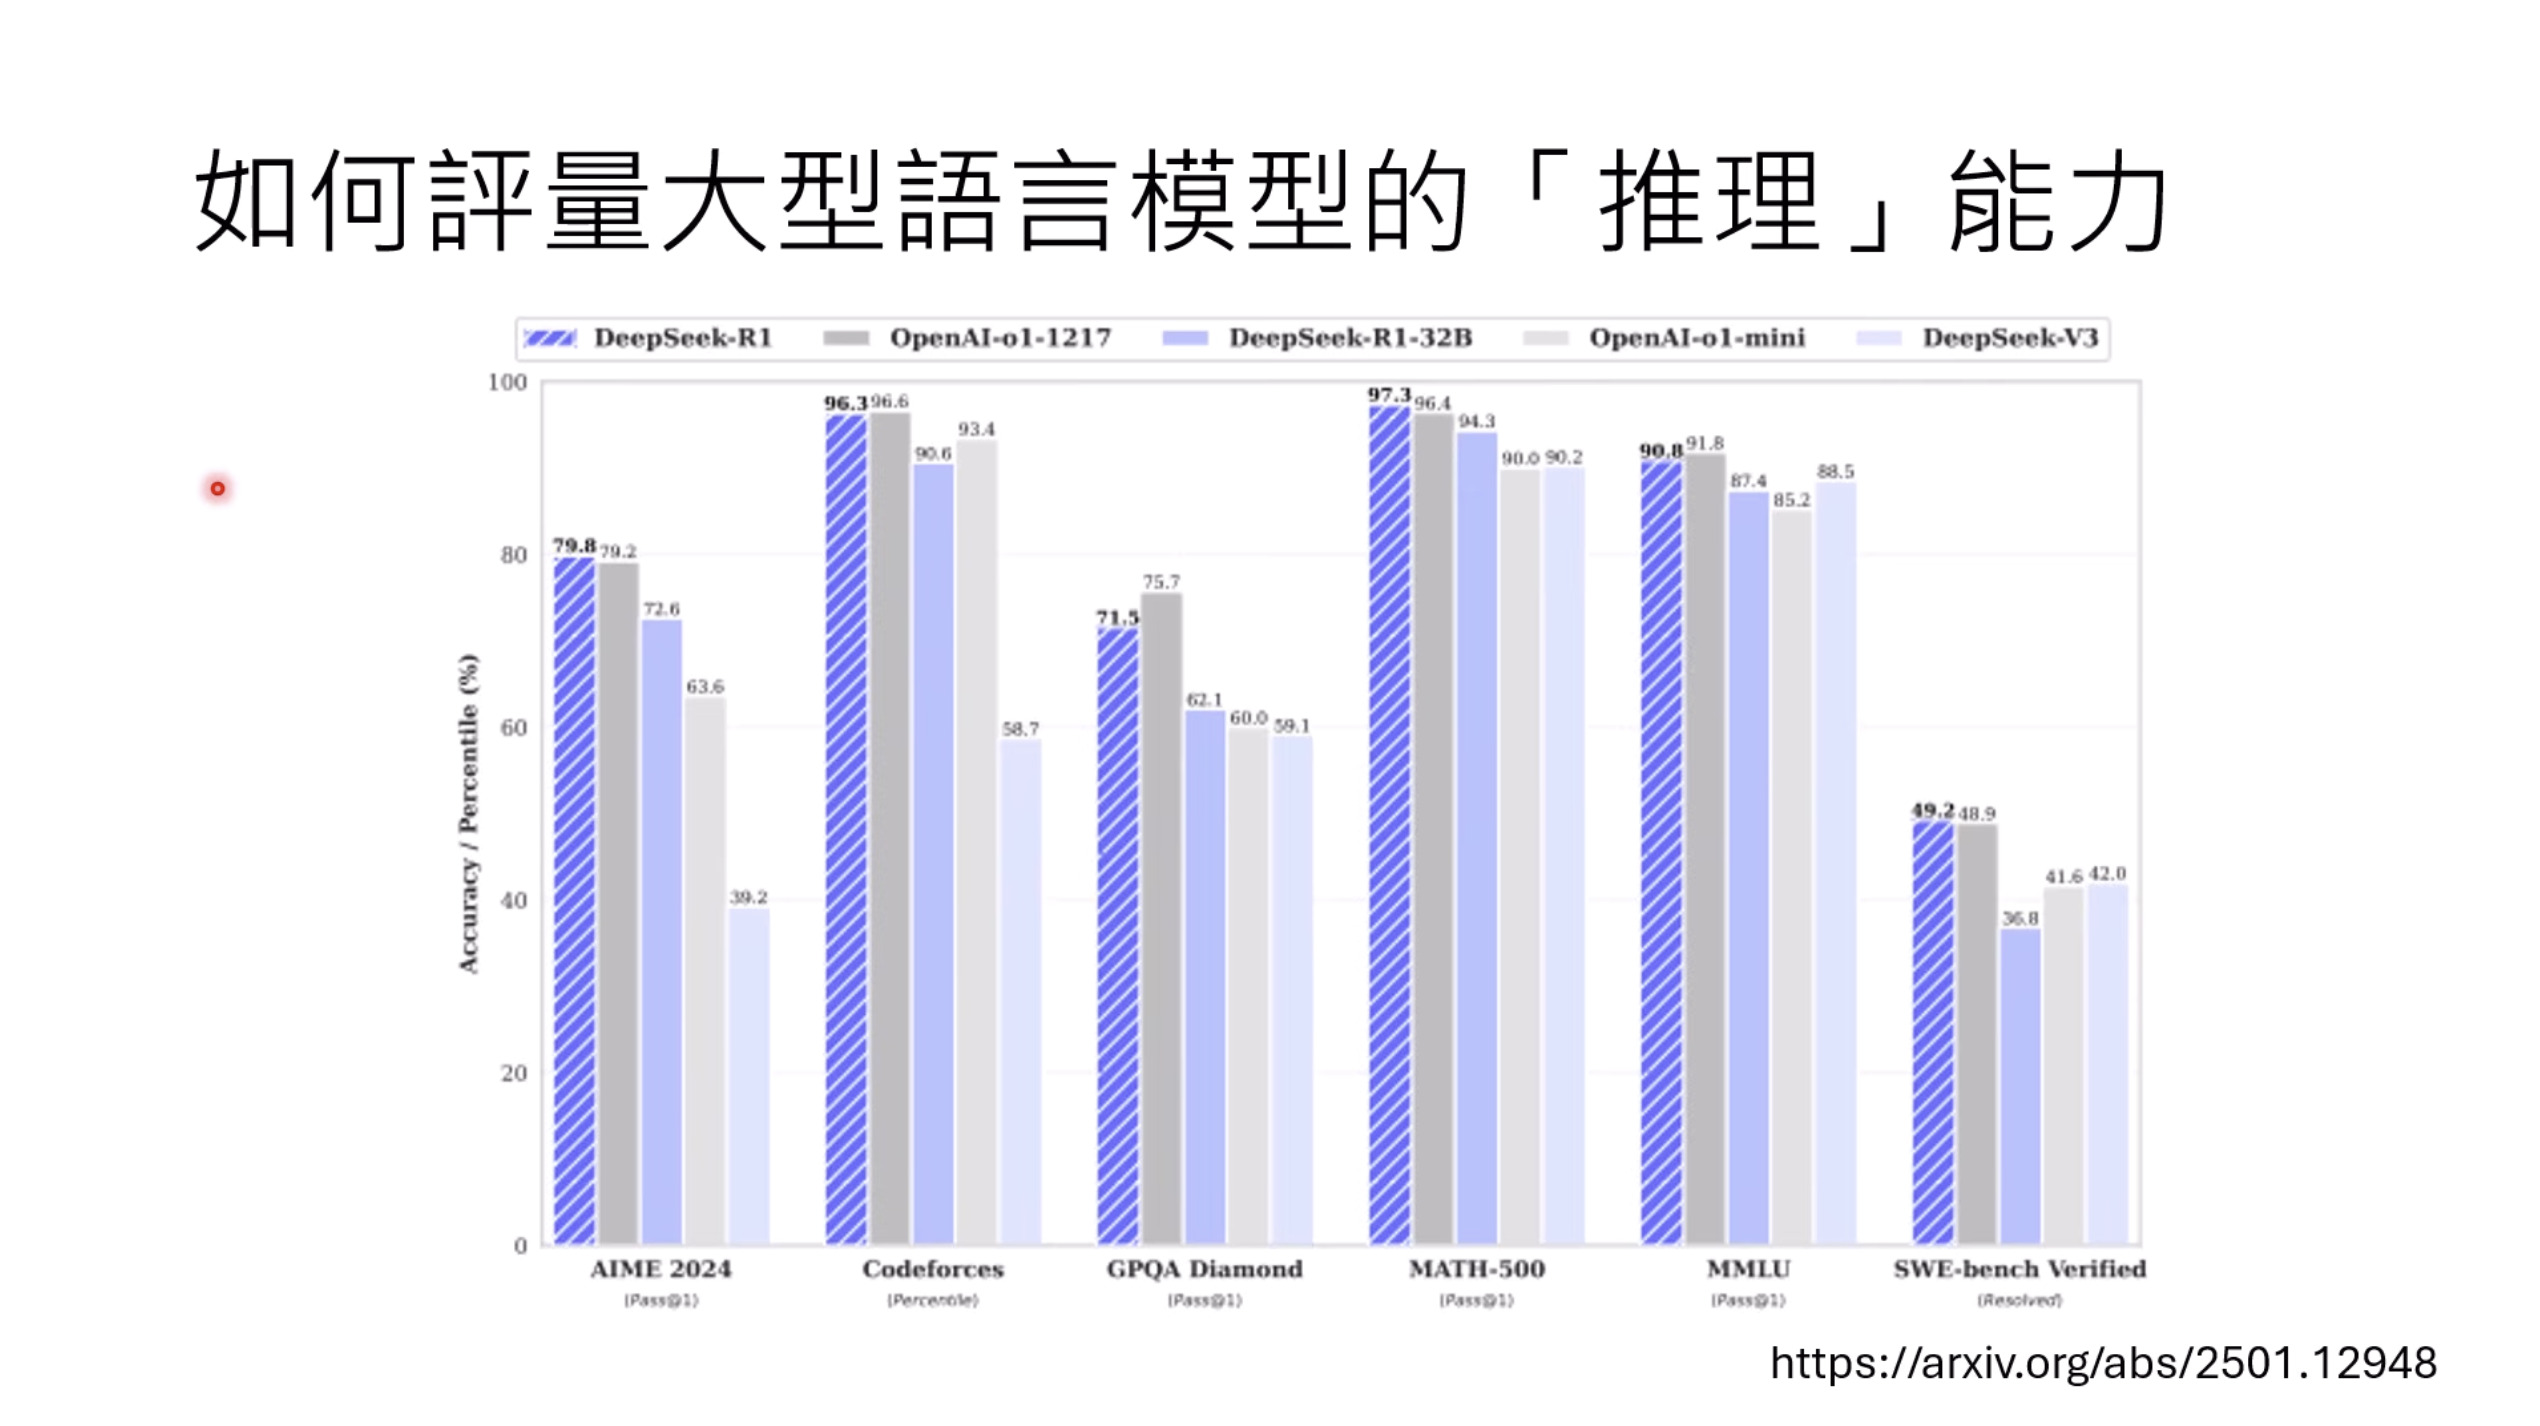 如何評量大型語言模型的「推理」能力
DeepSeek-R1 OpenAI-o1-1217 DeepSeek-R1-32B OpenAI-o1-mini DeepSeek-V3
Accuracy / Percentile (%)
100
80
60
40
20
0
79.8 79.2 72.6 63.6 39.2
96.3 96.6 90.6 93.4 58.7
71.5 75.7 62.1 60.0 59.1
97.3 96.4 94.3 90.0 90.2
90.8 91.8 87.4 85.2 88.5
49.2 48.9 36.8 41.6 42.0
AIME 2024 Codeforces GPQA Diamond MATH-500 MMLU SWE-bench Verified
(Pass@1) (Percentile) (Pass@1) (Pass@1) (Pass@1) (Resolved)
https://arxiv.org/abs/2501.12948